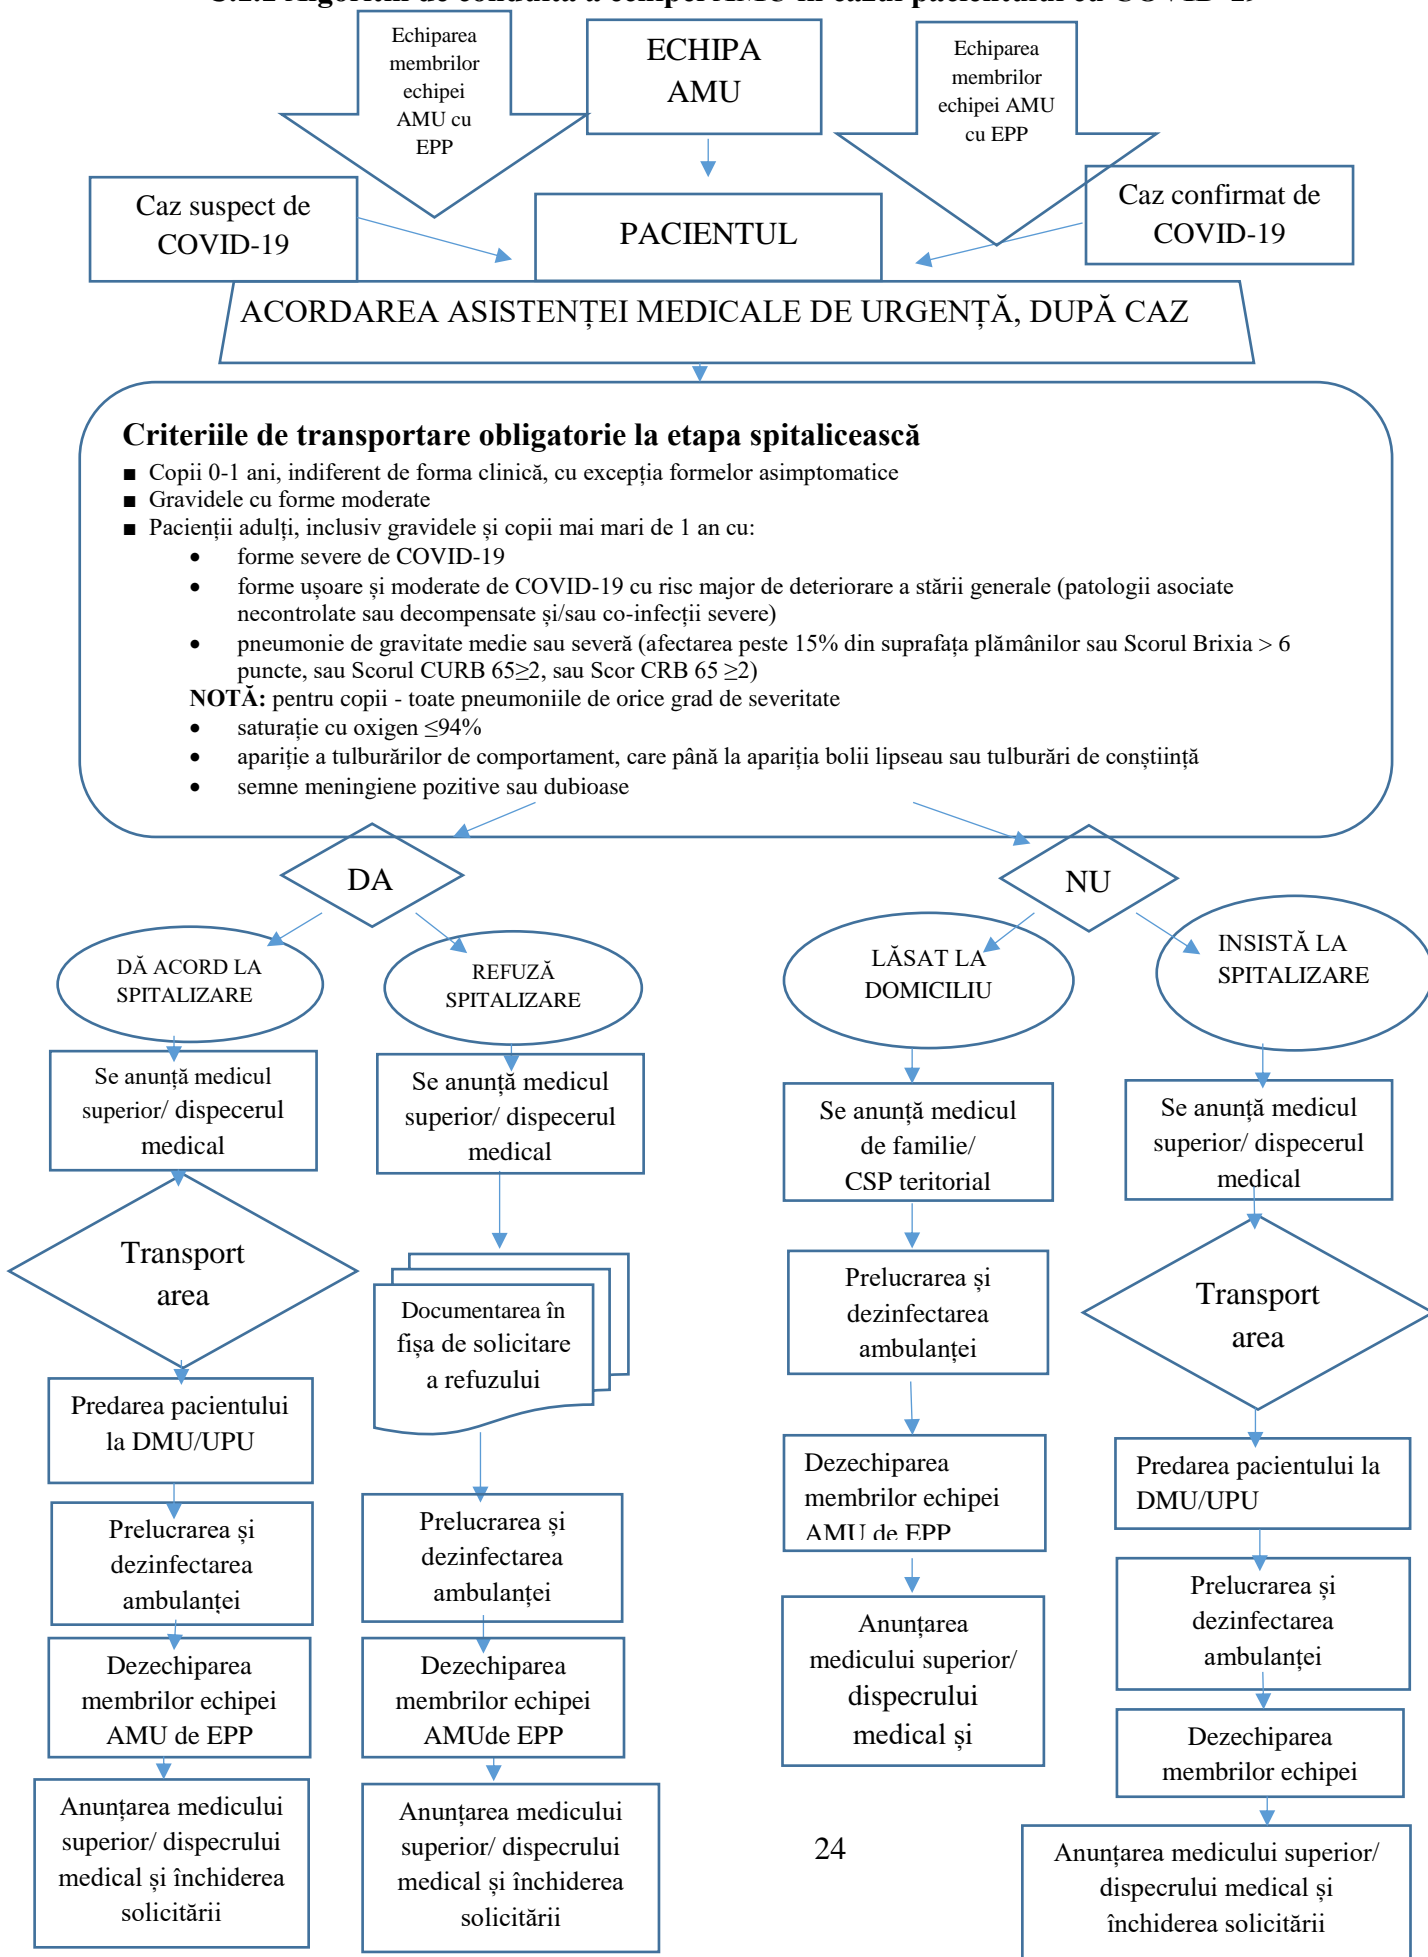 C.2.2 Algoritm de conduită a echipei AMU în cazul pacientului cu COVID-19
Echiparea
membrilor
echipei
AMU cu
EPP
ECHIPA
AMU
Echiparea
membrilor
echipei AMU
cu EPP
Caz suspect de
COVID-19
PACIENTUL
Caz confirmat de
COVID-19
ACORDAREA ASISTENȚEI MEDICALE DE URGENȚĂ, DUPĂ CAZ
Criteriile de transportare obligatorie la etapa spitalicească
■ Copii 0-1 ani, indiferent de forma clinică, cu excepția formelor asimptomatice
■ Gravidele cu forme moderate
■ Pacienții adulți, inclusiv gravidele și copii mai mari de 1 an cu:
• forme severe de COVID-19
• forme ușoare și moderate de COVID-19 cu risc major de deteriorare a stării generale (patologii asociate
necontrolate sau decompensate și/sau co-infecții severe)
• pneumonie de gravitate medie sau severă (afectarea peste 15% din suprafața plămânilor sau Scorul Brixia > 6
puncte, sau Scorul CURB 65≥2, sau Scor CRB 65 ≥2)
NOTĂ: pentru copii - toate pneumoniile de orice grad de severitate
• saturație cu oxigen ≤94%
• apariție a tulburărilor de comportament, care până la apariția bolii lipseau sau tulburări de conștiință
• semne meningiene pozitive sau dubioase
DA
NU
DĂ ACORD LA
SPITALIZARE
REFUZĂ
SPITALIZARE
LĂSAT LA
DOMICILIU
INSISTĂ LA
SPITALIZARE
Se anunță medicul
superior/ dispecerul
medical
Se anunță medicul
superior/ dispecerul
medical
Se anunță medicul
de familie/
CSP teritorial
Se anunță medicul
superior/ dispecerul
medical
Transport
area
Documentarea în
fișa de solicitare
a refuzului
Prelucrarea și
dezinfectarea
ambulanței
Transport
area
Predarea pacientului
la DMU/UPU
Prelucrarea și
dezinfectarea
ambulanței
Dezechiparea
membrilor echipei
AMU de EPP
Predarea pacientului la
DMU/UPU
Prelucrarea și
dezinfectarea
ambulanței
Dezechiparea
membrilor echipei
AMUde EPP
Anunțarea
medicului superior/
dispecrului
medical și
Prelucrarea și
dezinfectarea
ambulanței
Dezechiparea
membrilor echipei
AMU de EPP
Dezechiparea
membrilor echipei
Anunțarea medicului
superior/ dispecrului
medical și închiderea
solicitării
Anunțarea medicului
superior/ dispecrului
medical și închiderea
solicitării
24
Anunțarea medicului superior/
dispecrului medical și
închiderea solicitării